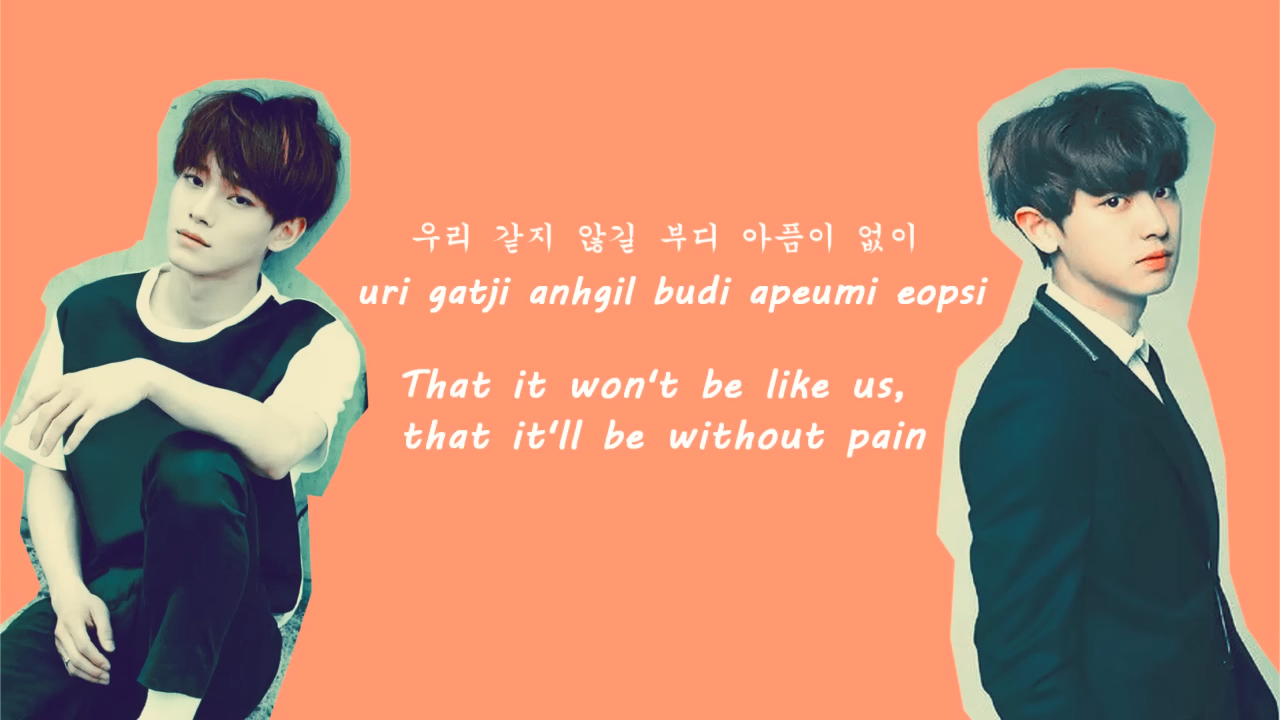 우리 같지 않길 부디 아픔이 없이
uri gatji anhgil budi apeumi eopsi
That it won't be like us,
that it'll be without pain